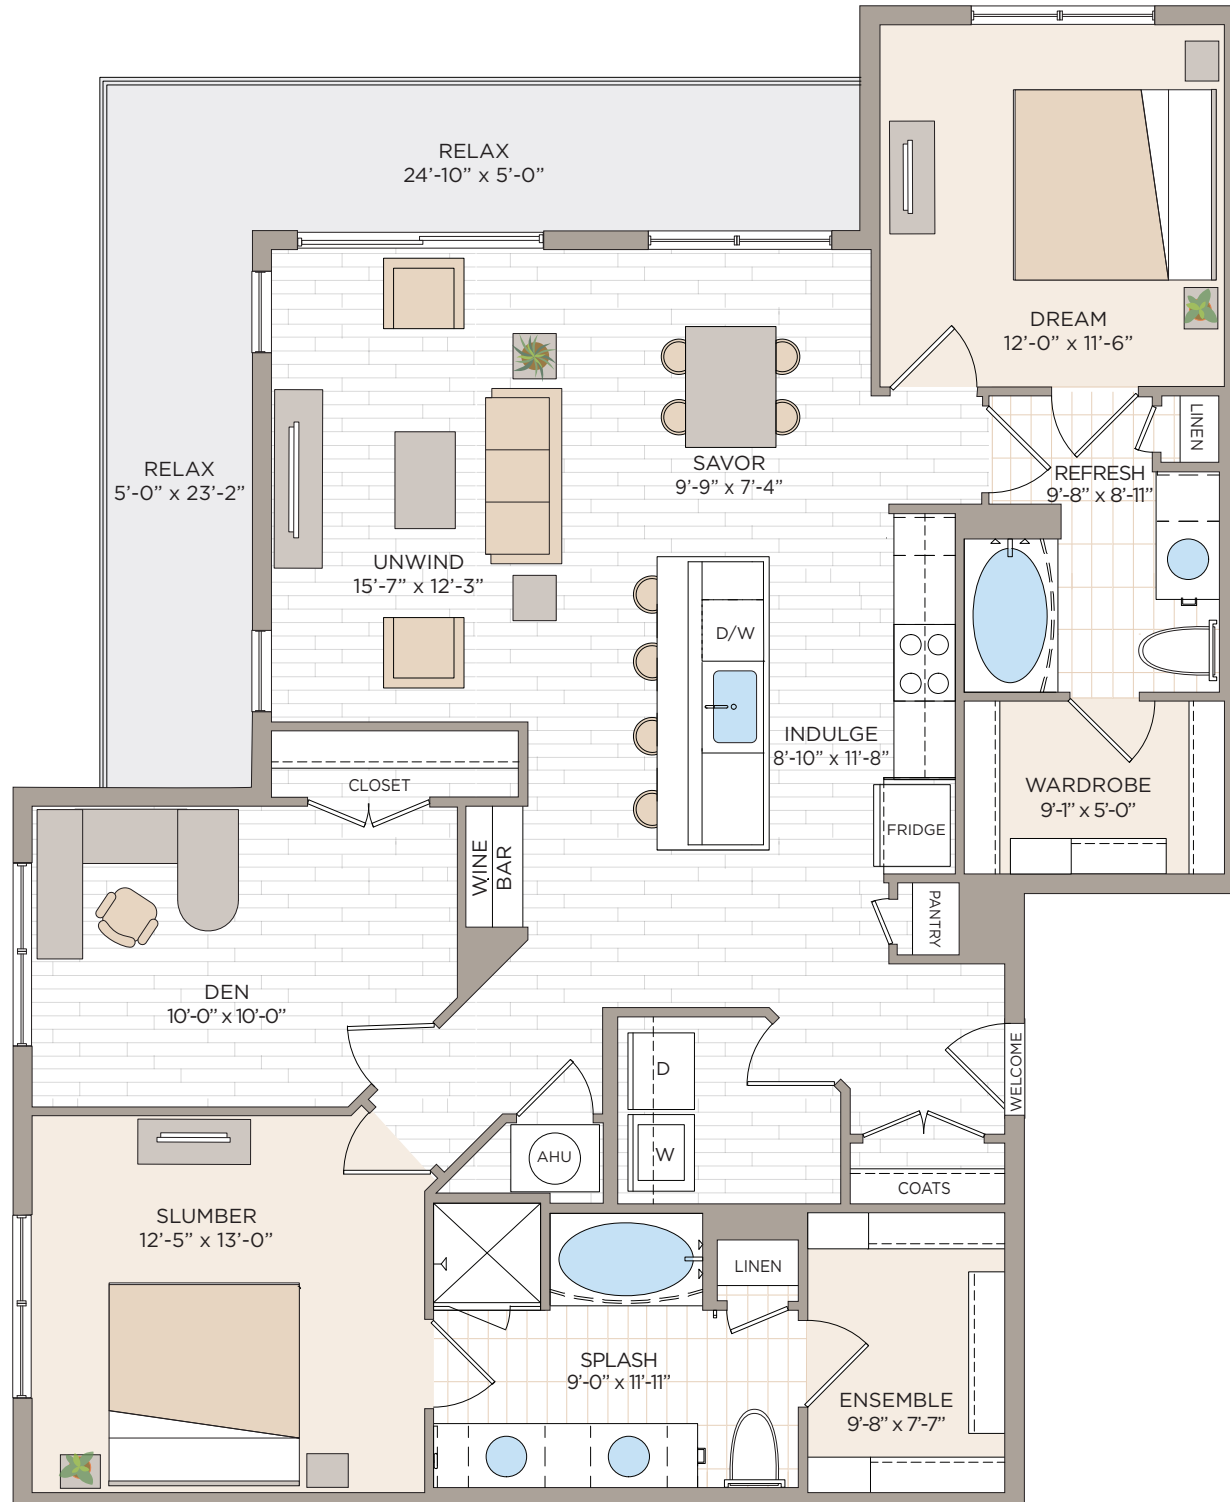 RELAX
24’-10” x 5’-0”
DREAM
12’-0” x 11’-6”
LINEN
REFRESH
9’-8” x 8’-11”
SAVOR
9’-9” x 7’-4”
RELAX
5’-0” x 23’-2”
UNWIND
15’-7” x 12’-3”
D/W
INDULGE
8’-10” x 11’-8”
CLOSET
WARDROBE
9’-1” x 5’-0”
FRIDGE
WINE
BAR
PANTRY
DEN
10’-0” x 10’-0”
WELCOME
D
W
AHU
COATS
SLUMBER
12’-5” x 13’-0”
LINEN
SPLASH
9’-0” x 11’-11”
ENSEMBLE
9’-8” x 7’-7”